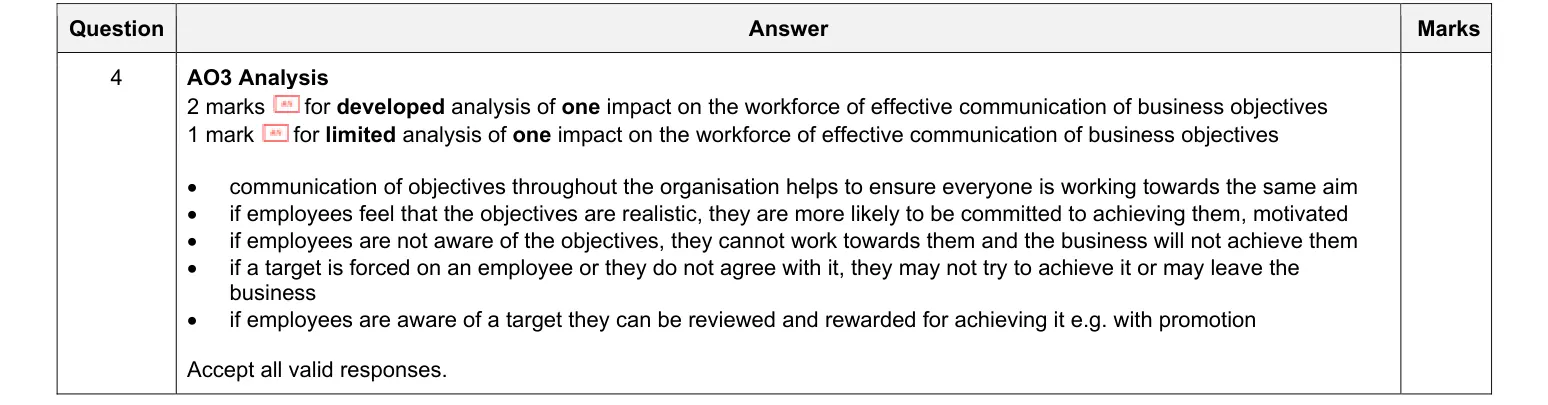 Question Answer Marks
4 AO3 Analysis
2 marks AN for developed analysis of one impact on the workforce of effective communication of business objectives
1 mark AN for limited analysis of one impact on the workforce of effective communication of business objectives
• communication of objectives throughout the organisation helps to ensure everyone is working towards the same aim
• if employees feel that the objectives are realistic, they are more likely to be committed to achieving them, motivated
• if employees are not aware of the objectives, they cannot work towards them and the business will not achieve them
• if a target is forced on an employee or they do not agree with it, they may not try to achieve it or may leave the
business
• if employees are aware of a target they can be reviewed and rewarded for achieving it e.g. with promotion
Accept all valid responses.